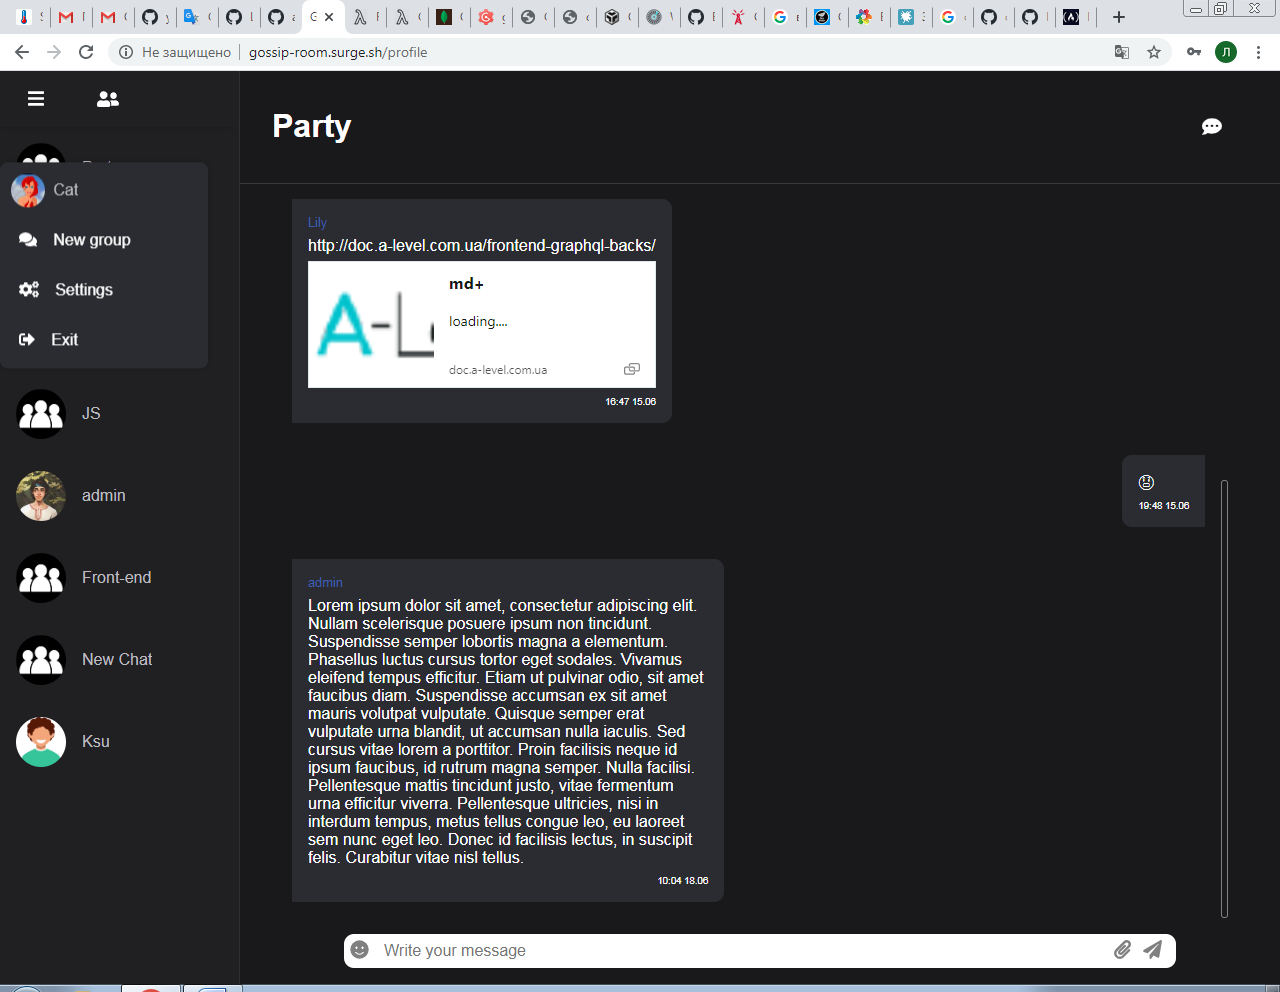 Не защищено
gossip-room.surge.sh/profile
Party
Cat
New group
Settings
Exit
JS
admin
Front-end
New Chat
Ksu
Lily
http://doc.a-level.com.ua/frontend-graphql-backs/
md+
loading....
doc.a-level.com.ua
16:47 15.06
19:48 15.06
admin
Lorem ipsum dolor sit amet, consectetur adipiscing elit.
Nullam scelerisque posuere ipsum non tincidunt.
Suspendisse semper lobortis magna a elementum.
Phasellus luctus cursus tortor eget sodales. Vivamus
eleifend tempus efficitur. Etiam ut pulvinar odio, sit amet
faucibus diam. Suspendisse accumsan ex sit amet
mauris volutpat vulputate. Quisque semper erat
vulputate urna blandit, ut accumsan nulla iaculis. Sed
cursus vitae lorem a porttitor. Proin facilisis neque id
ipsum faucibus, id rutrum magna semper. Nulla facilisi.
Pellentesque mattis tincidunt justo, vitae fermentum
urna efficitur viverra. Pellentesque ultricies, nisi in
interdum tempus, metus tellus congue leo, eu laoreet
sem nunc eget leo. Donec id facilisis lectus, in suscipit
felis. Curabitur vitae nisl tellus.
10:04 18.06
Write your message